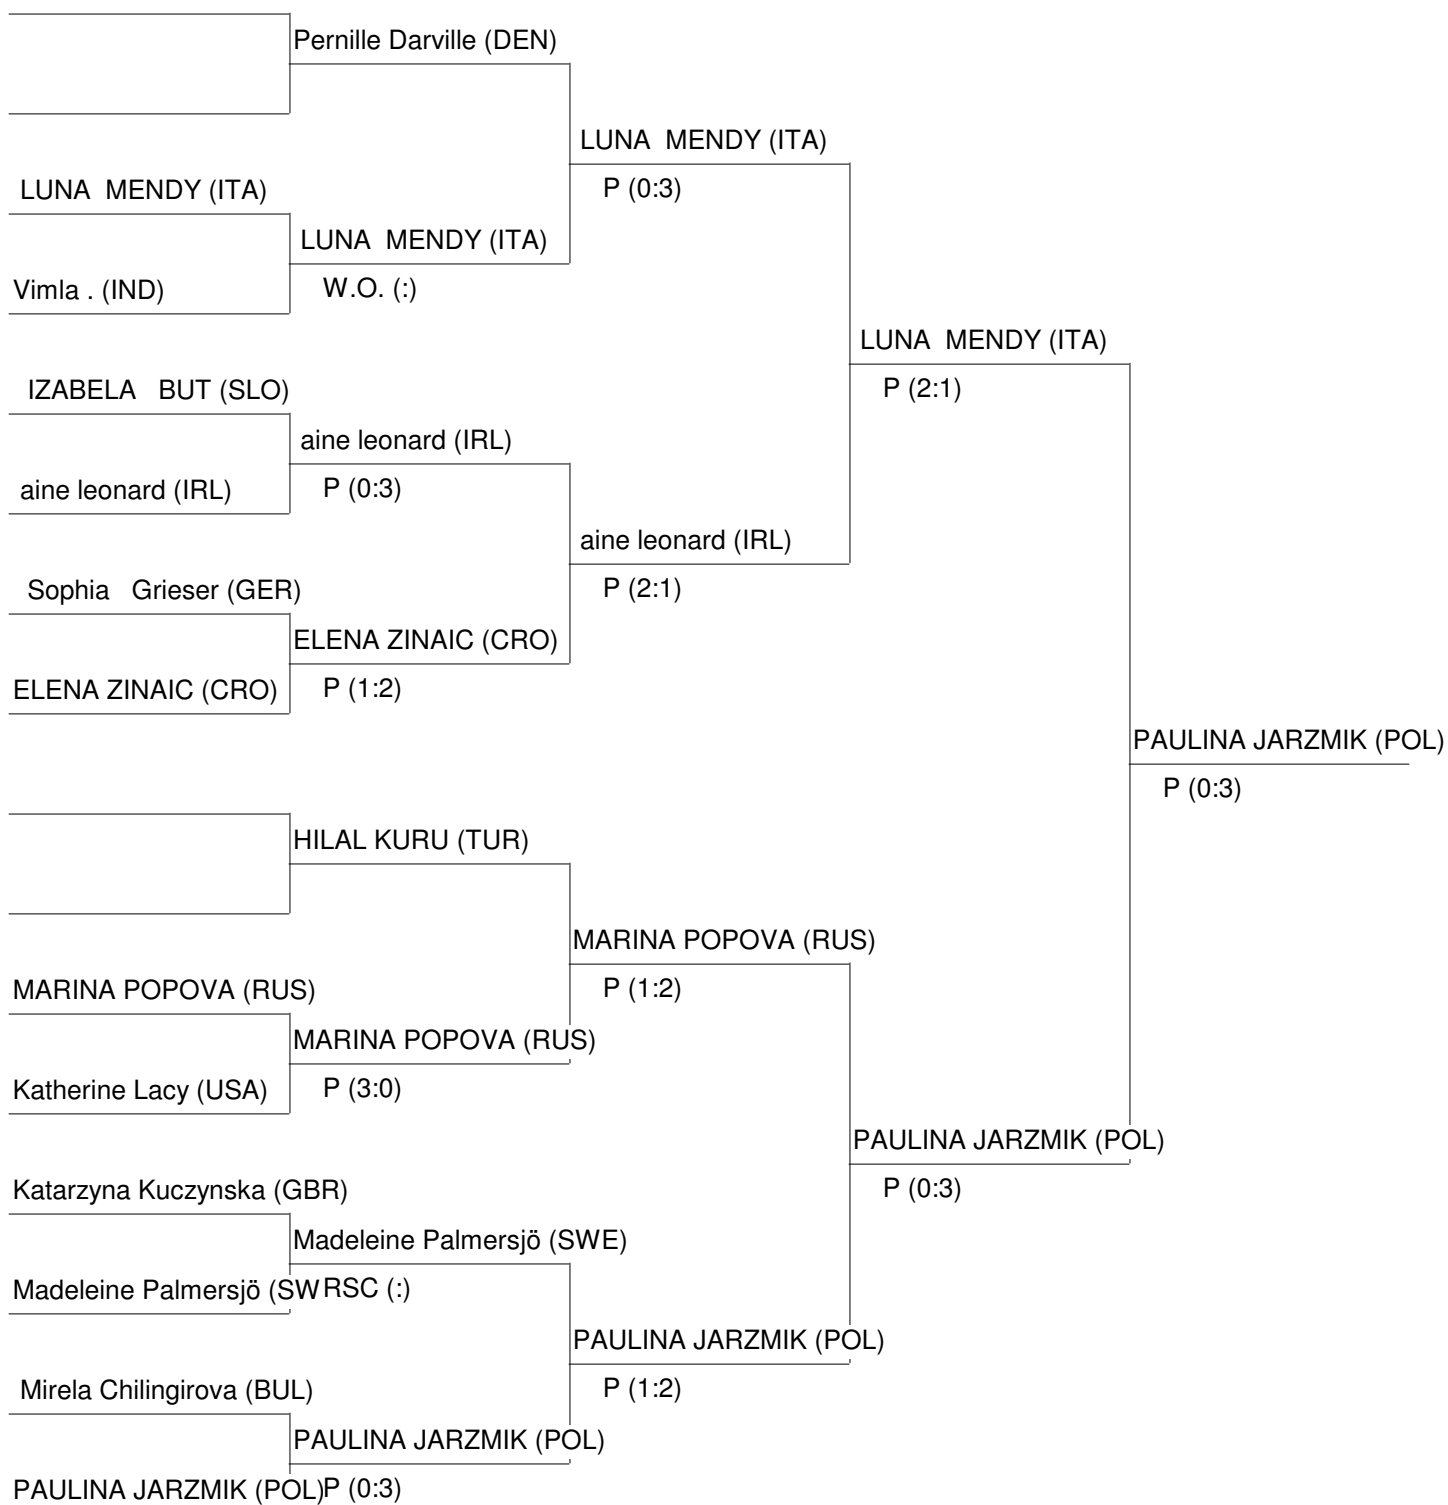 Pernille Darville (DEN)
LUNA  MENDY (ITA)
P (0:3)
LUNA  MENDY (ITA)
LUNA  MENDY (ITA)
Vimla . (IND)
W.O. (:)
LUNA  MENDY (ITA)
P (2:1)
IZABELA   BUT (SLO)
aine leonard (IRL)
aine leonard (IRL)
P (0:3)
aine leonard (IRL)
P (2:1)
Sophia   Grieser (GER)
ELENA ZINAIC (CRO)
ELENA ZINAIC (CRO)
P (1:2)
PAULINA JARZMIK (POL)
P (0:3)
HILAL KURU (TUR)
MARINA POPOVA (RUS)
P (1:2)
MARINA POPOVA (RUS)
MARINA POPOVA (RUS)
Katherine Lacy (USA)
P (3:0)
PAULINA JARZMIK (POL)
P (0:3)
Katarzyna Kuczynska (GBR)
Madeleine Palmersjö (SWE)
Madeleine Palmersjö (SW
RSC (:)
PAULINA JARZMIK (POL)
P (1:2)
Mirela Chilingirova (BUL)
PAULINA JARZMIK (POL)
PAULINA JARZMIK (POL)
P (0:3)